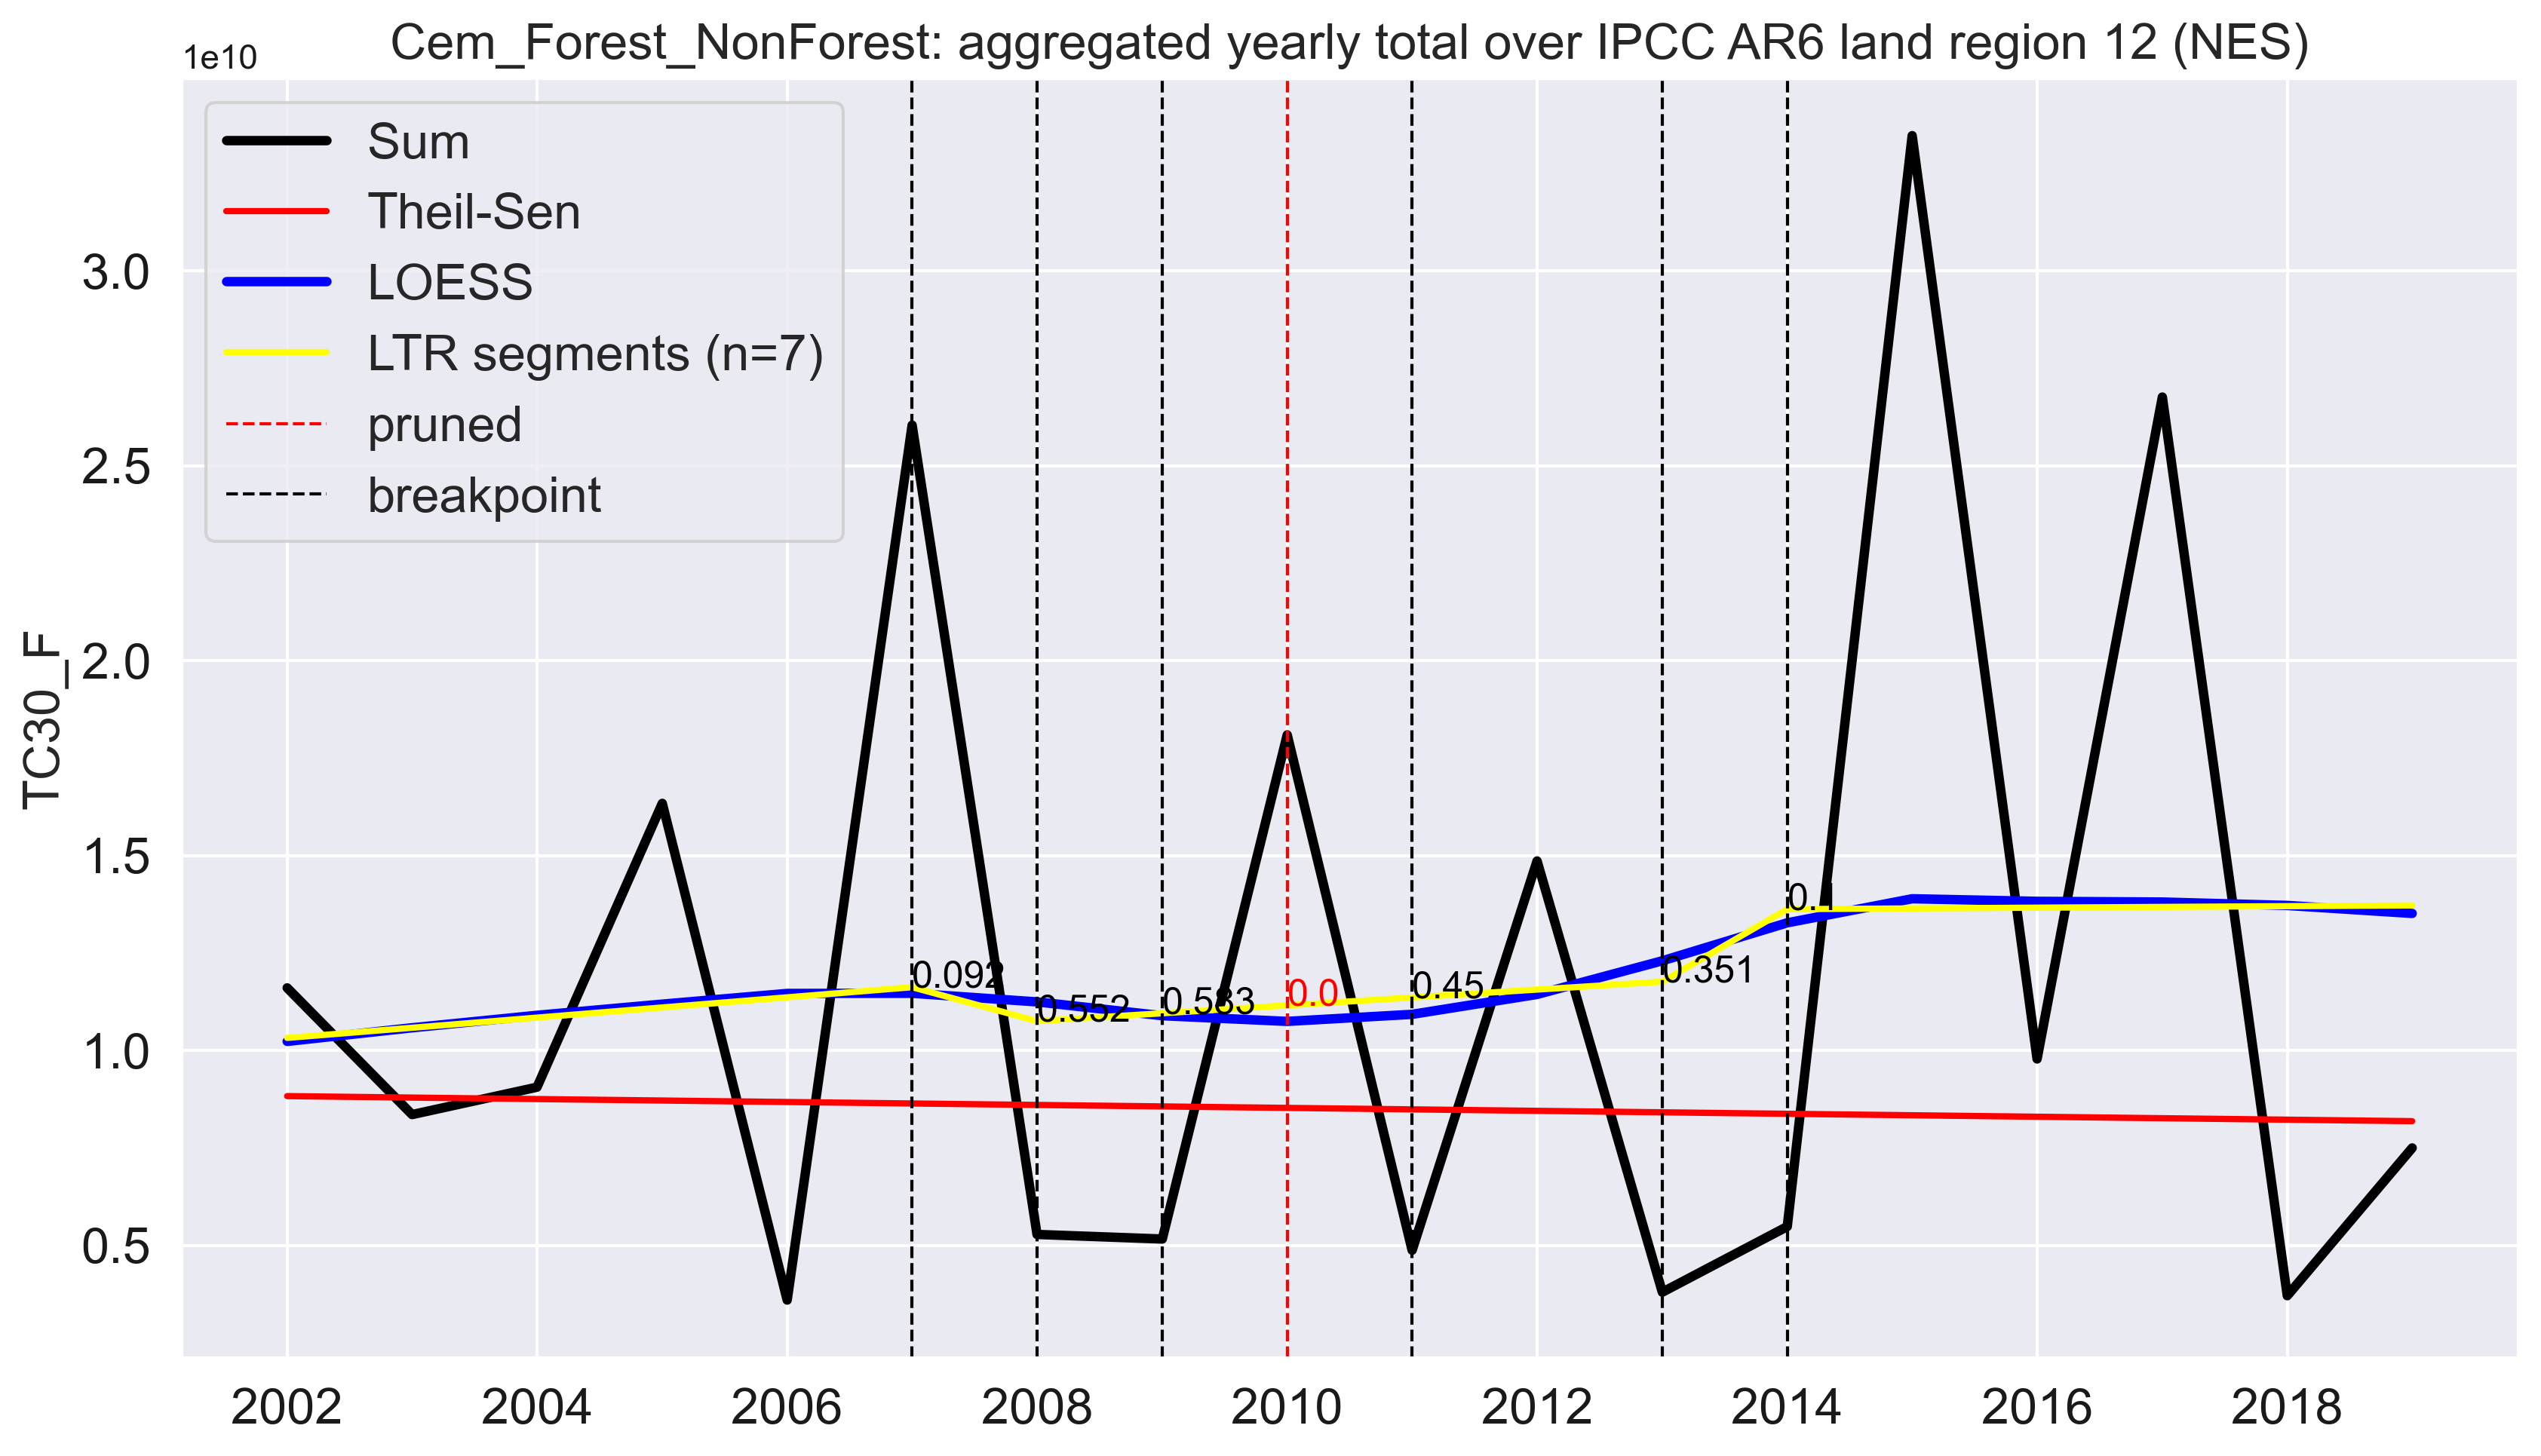 Cem_Forest_NonForest: aggregated yearly total over IPCC AR6 land region 12 (NES)
1e10
Sum
Theil-Sen
LOESS
LTR segments (n=7)
pruned
breakpoint
TC30_F
3.0
2.5
2.0
1.5
1.0
0.5
0.092
0.552
0.583
0.0
0.45
0.351
0.1
2002
2004
2006
2008
2010
2012
2014
2016
2018